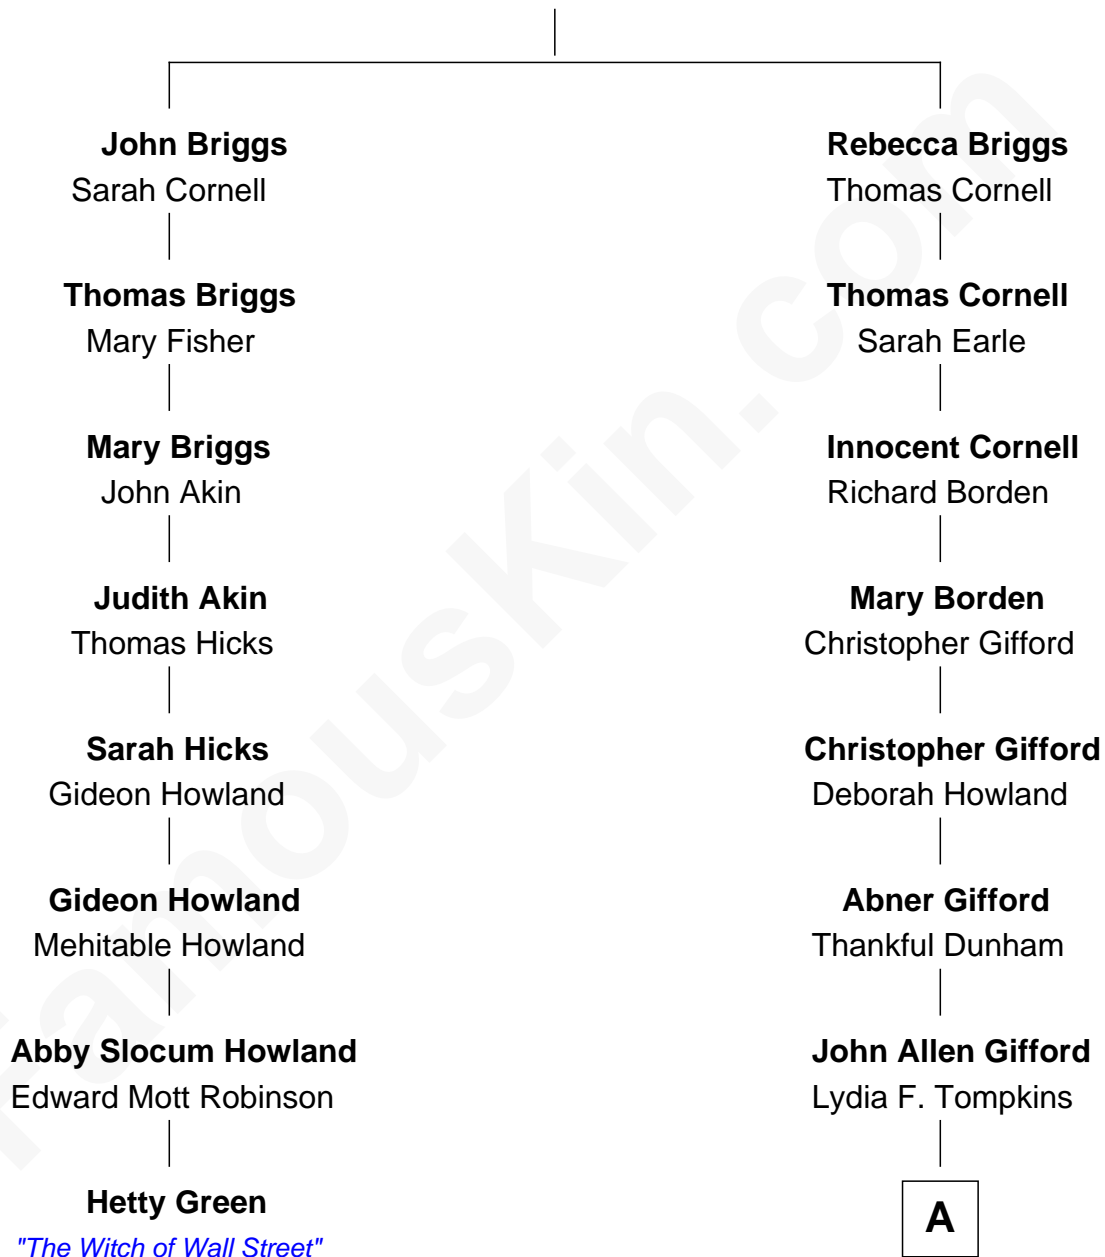 John Briggs
Sarah Cornell
Rebecca Briggs
Thomas Cornell
Thomas Briggs
Mary Fisher
Thomas Cornell
Sarah Earle
Mary Briggs
John Akin
Innocent Cornell
Richard Borden
Judith Akin
Thomas Hicks
Mary Borden
Christopher Gifford
Sarah Hicks
Gideon Howland
Christopher Gifford
Deborah Howland
Gideon Howland
Mehitable Howland
Abner Gifford
Thankful Dunham
Abby Slocum Howland
Edward Mott Robinson
John Allen Gifford
Lydia F. Tompkins
Hetty Green
"The Witch of Wall Street"
A
FamousKin.com